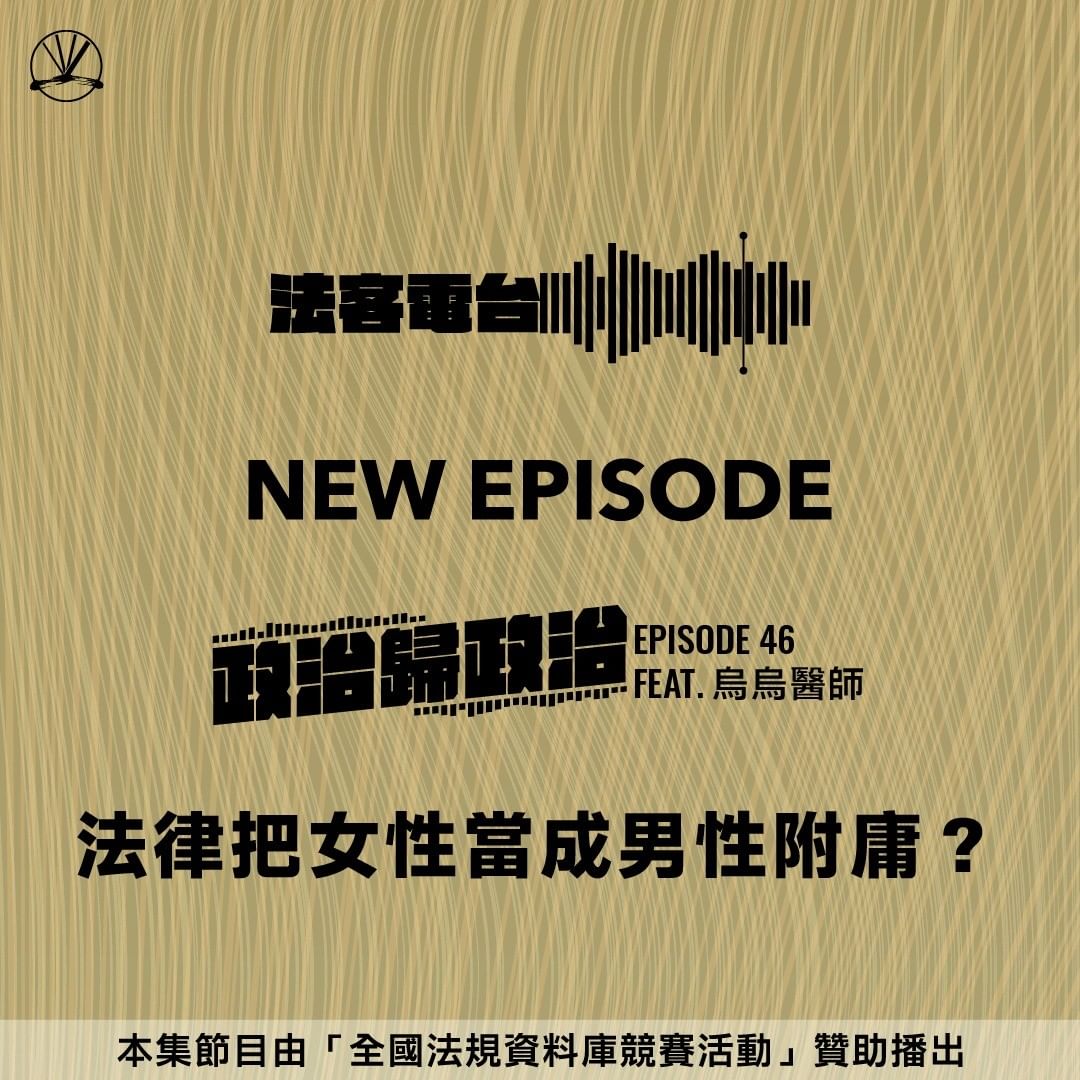 法客電台
NEW EPISODE
政治歸政治
EPISODE 46
FEAT. 烏烏醫師
法律把女性當成男性附庸？
本集節目由「全國法規資料庫競賽活動」贊助播出